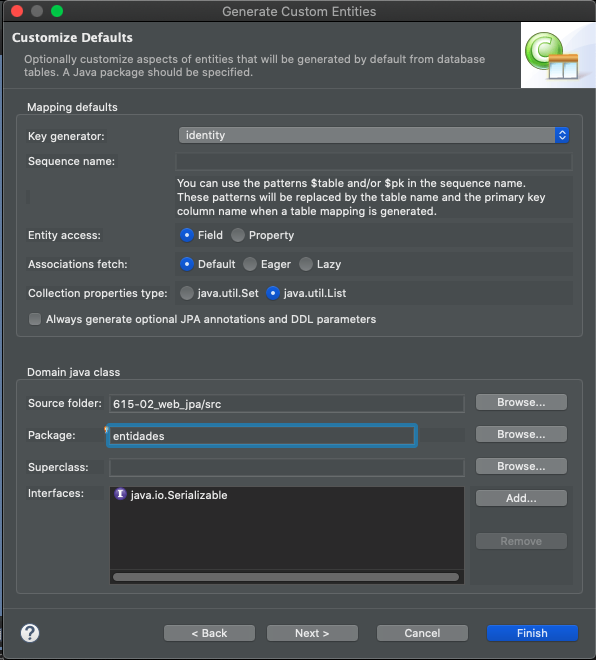 Generate Custom Entities
Customize Defaults
Optionally customize aspects of entities that will be generated by default from database
tables. A Java package should be specified.
Mapping defaults
Key generator:
identity
Sequence name:
You can use the patterns $table and/or $pk in the sequence name.
These patterns will be replaced by the table name and the primary key
column name when a table mapping is generated.
Entity access:
Field
Property
Associations fetch:
Default
Eager
Lazy
Collection properties type:
java.util.Set
java.util.List
Always generate optional JPA annotations and DDL parameters
Domain java class
Source folder:
615-02_web_jpa/src
Browse...
Package:
entidades
Browse...
Superclass:
Browse...
Interfaces:
I
java.io.Serializable
Add...
Remove
?
< Back
Next >
Cancel
Finish